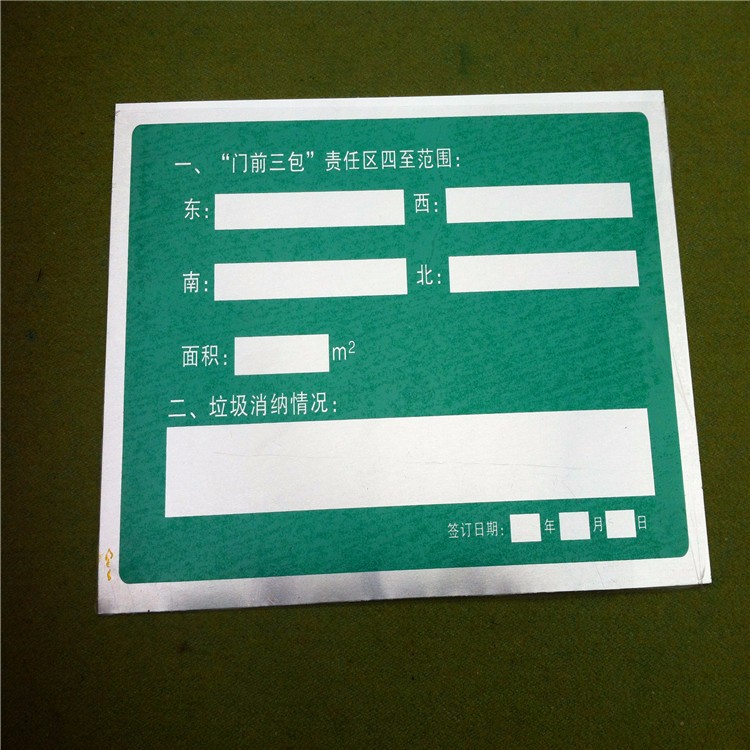 一、“门前三包”责任区四至范围：
东： 西：
南： 北：
面积： m²
二、垃圾消纳情况：
签订日期： 年 月 日